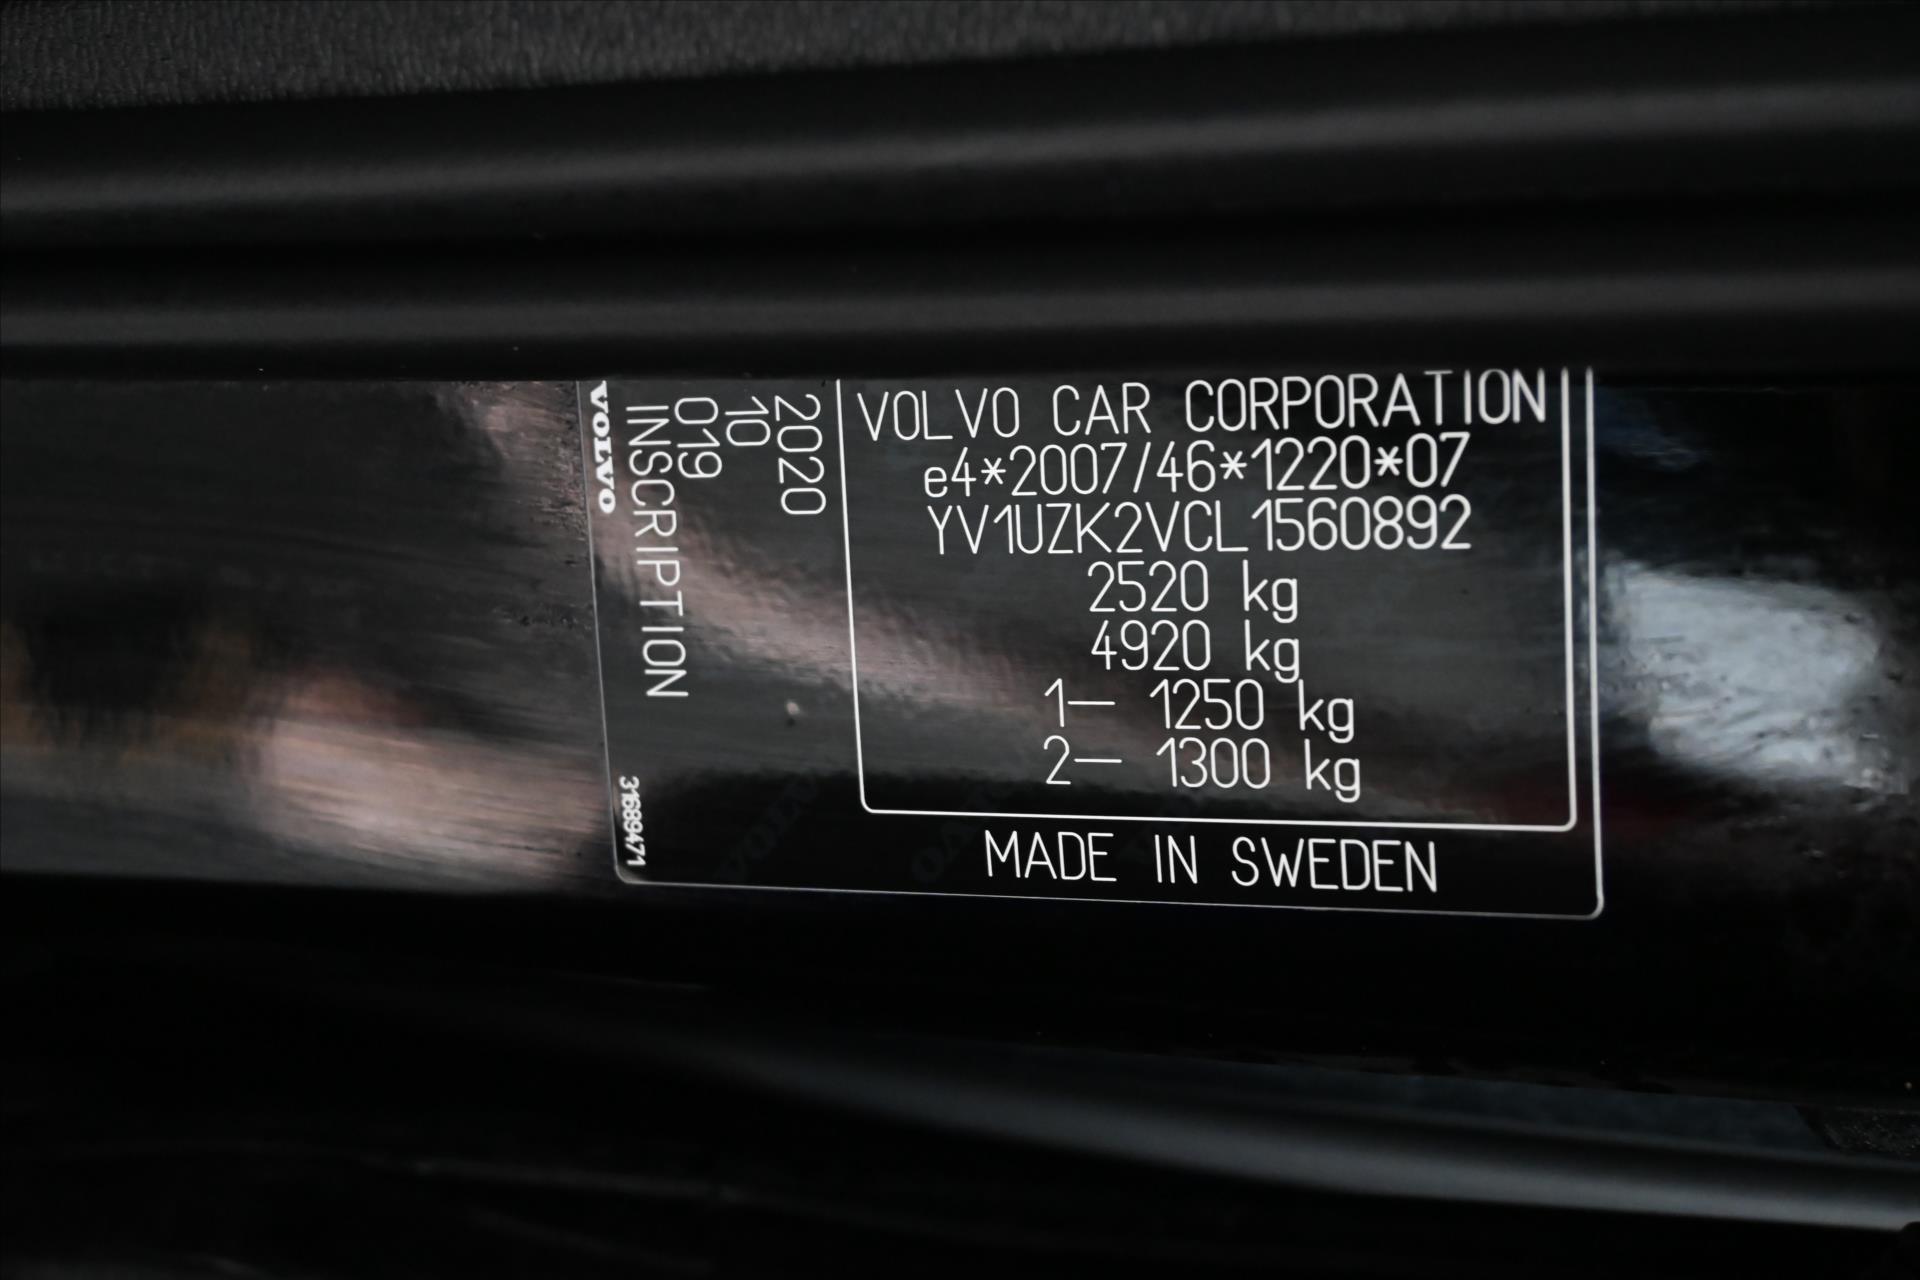 VOLVO CAR CORPORATION
e4*2007/46*1220*07
YV1UZK2VCL1560892
2520 kg
4920 kg
1– 1250 kg
2– 1300 kg
MADE IN SWEDEN
2020
10
019
INSCRIPTION
VOLVO
31689471